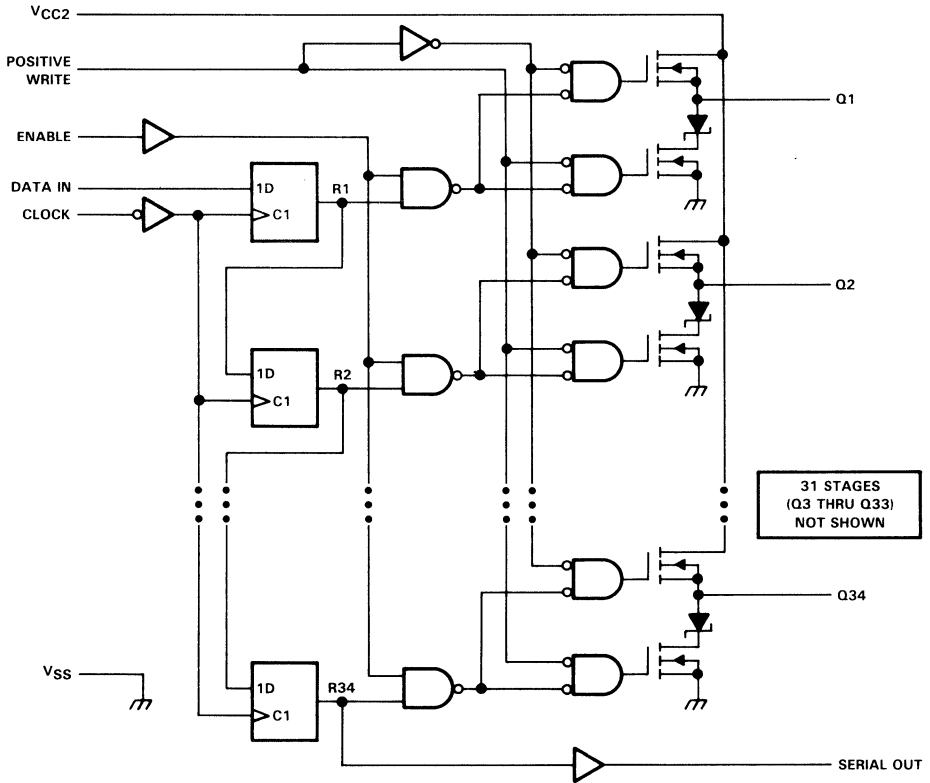 VCC2
POSITIVE
WRITE
ENABLE
DATA IN
CLOCK
1D
C1
R1
Q1
1D
C1
R2
Q2
31 STAGES
(Q3 THRU Q33)
NOT SHOWN
Q34
VSS
1D
C1
R34
SERIAL OUT